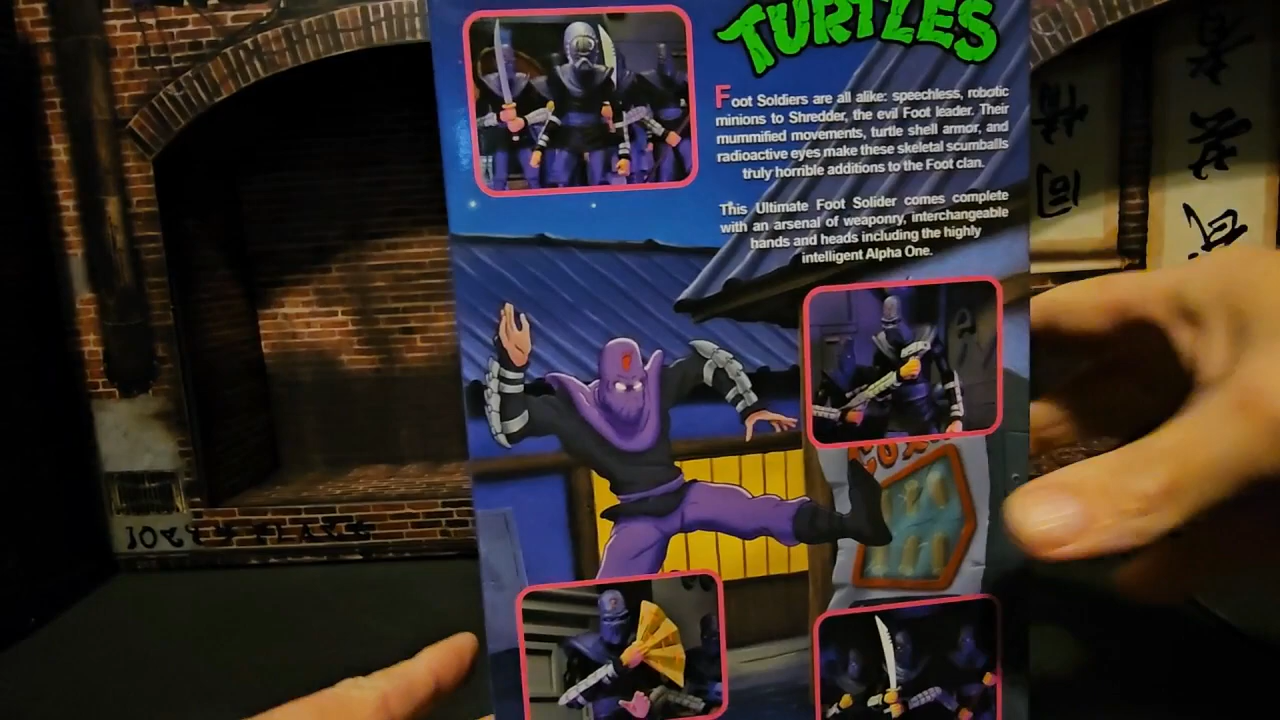 TURTLES
Foot Soldiers are all alike: speechless, robotic
minions to Shredder, the evil Foot leader. Their
mummified movements, turtle shell armor, and
radioactive eyes make these skeletal scumballs
truly horrible additions to the Foot clan.
This Ultimate Foot Solider comes complete
with an arsenal of weaponry, interchangeable
hands and heads including the highly
intelligent Alpha One.